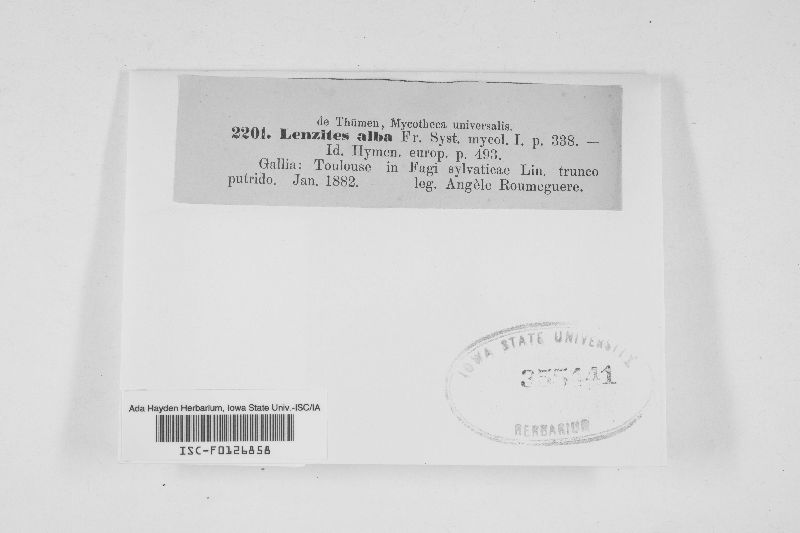 de Thümen, Mycotheca universalis.
2201. Lenzites alba Fr. Syst. mycol. I. p. 338. —
Id. Hymen. europ. p. 493.
Gallia: Toulouse in Fagi sylvaticae Lin. trunco
putrido. Jan. 1882. leg. Angèle Roumeguere.
IOWA STATE UNIVERSITY
355441
HERBARIUM
Ada Hayden Herbarium, Iowa State Univ.-ISC/IA
ISC-F0126858